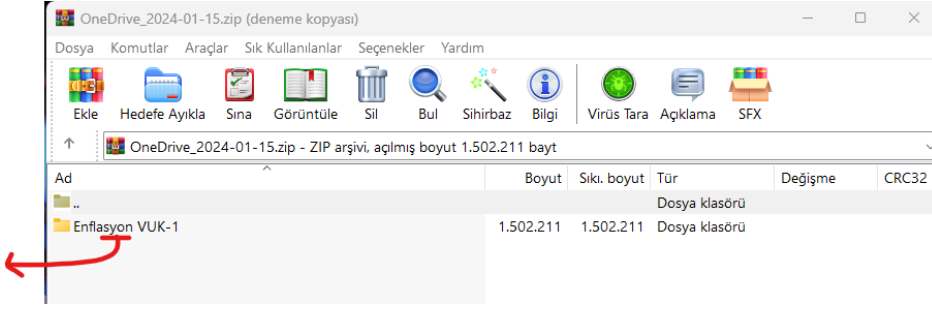 OneDrive_2024-01-15.zip (deneme kopyası)
Dosya Komutlar Araçlar Sık Kullanılanlar Seçenekler Yardım
Ekle Hedefe Ayıkla Sına Görüntüle Sil Bul Sihirbaz Bilgi Virüs Tara Açıklama SFX
OneDrive_2024-01-15.zip - ZIP arşivi, açılmış boyut 1.502.211 bayt
Ad Boyut Sıkı. boyut Tür Değişme CRC32
.. Dosya klasörü
Enflasyon VUK-1 1.502.211 1.502.211 Dosya klasörü